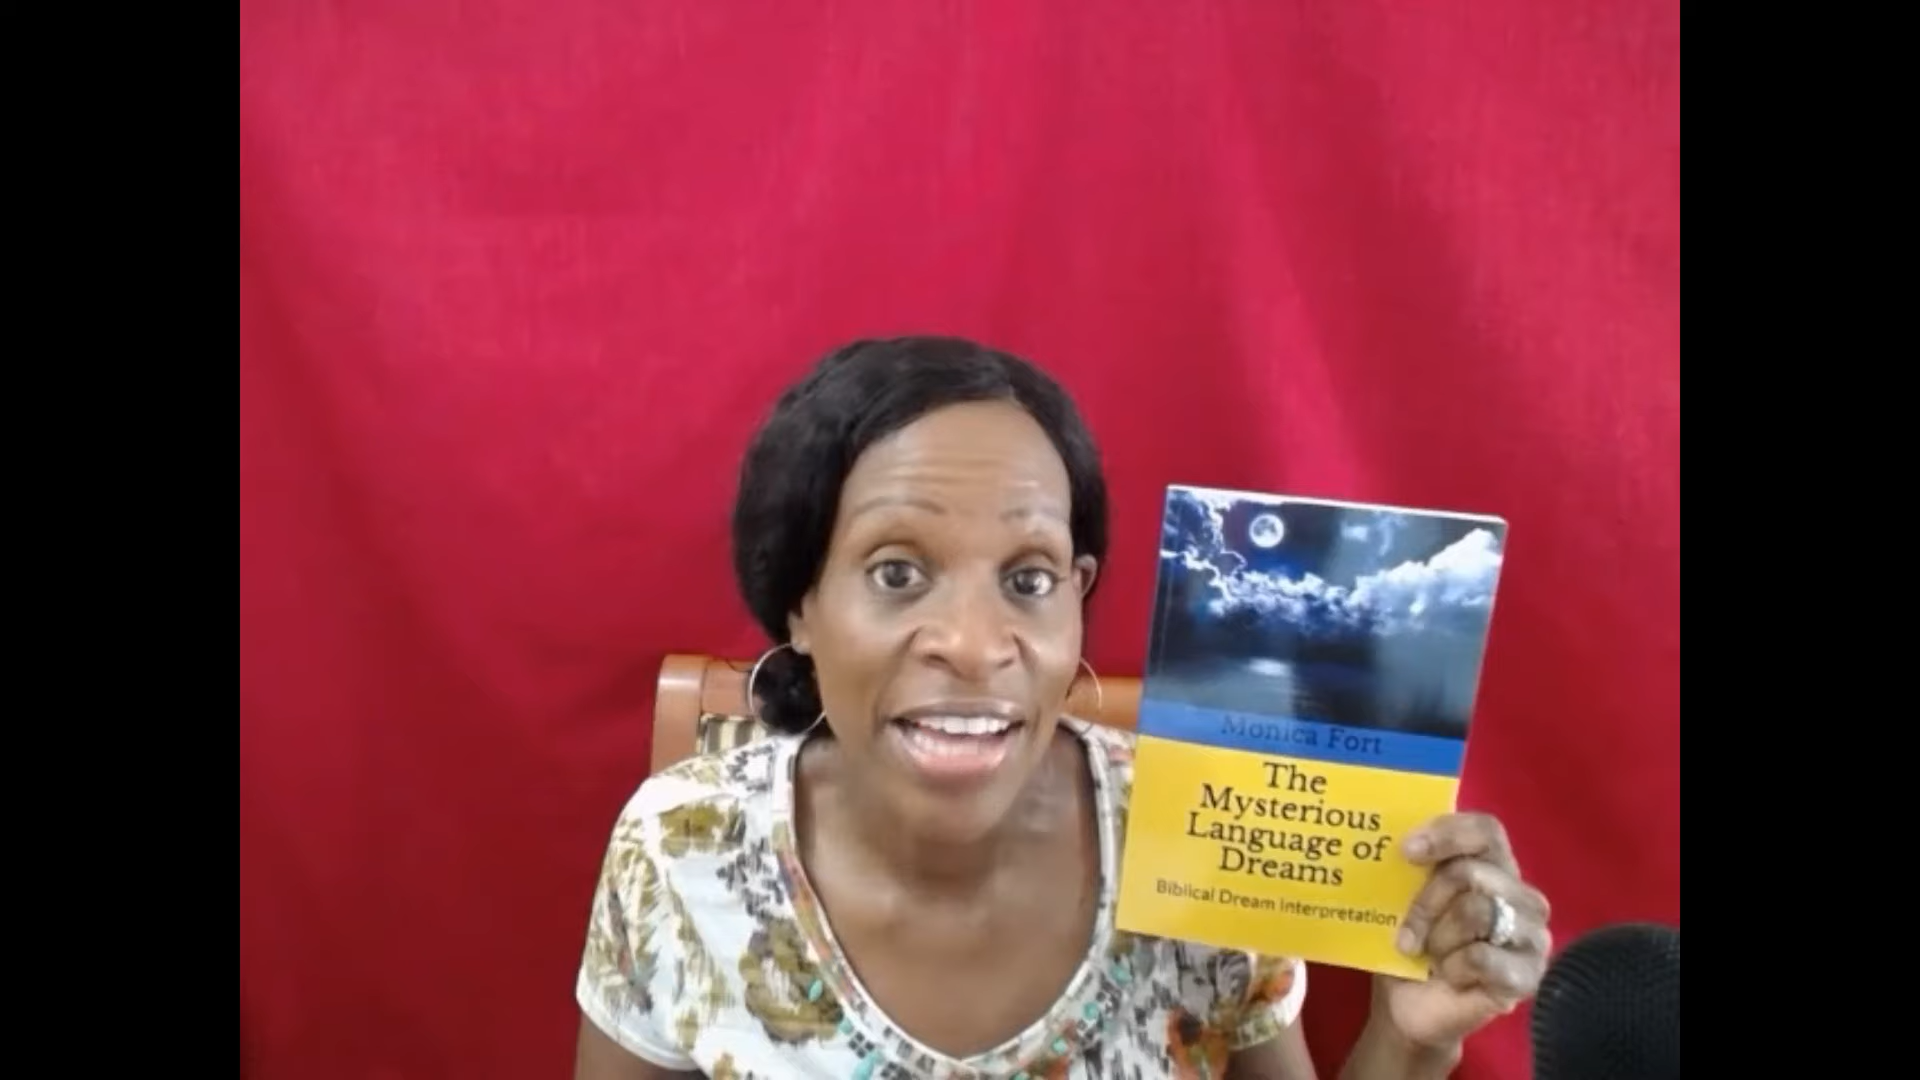 Monica Fort
The
Mysterious
Language of
Dreams
Biblical Dream Interpretation